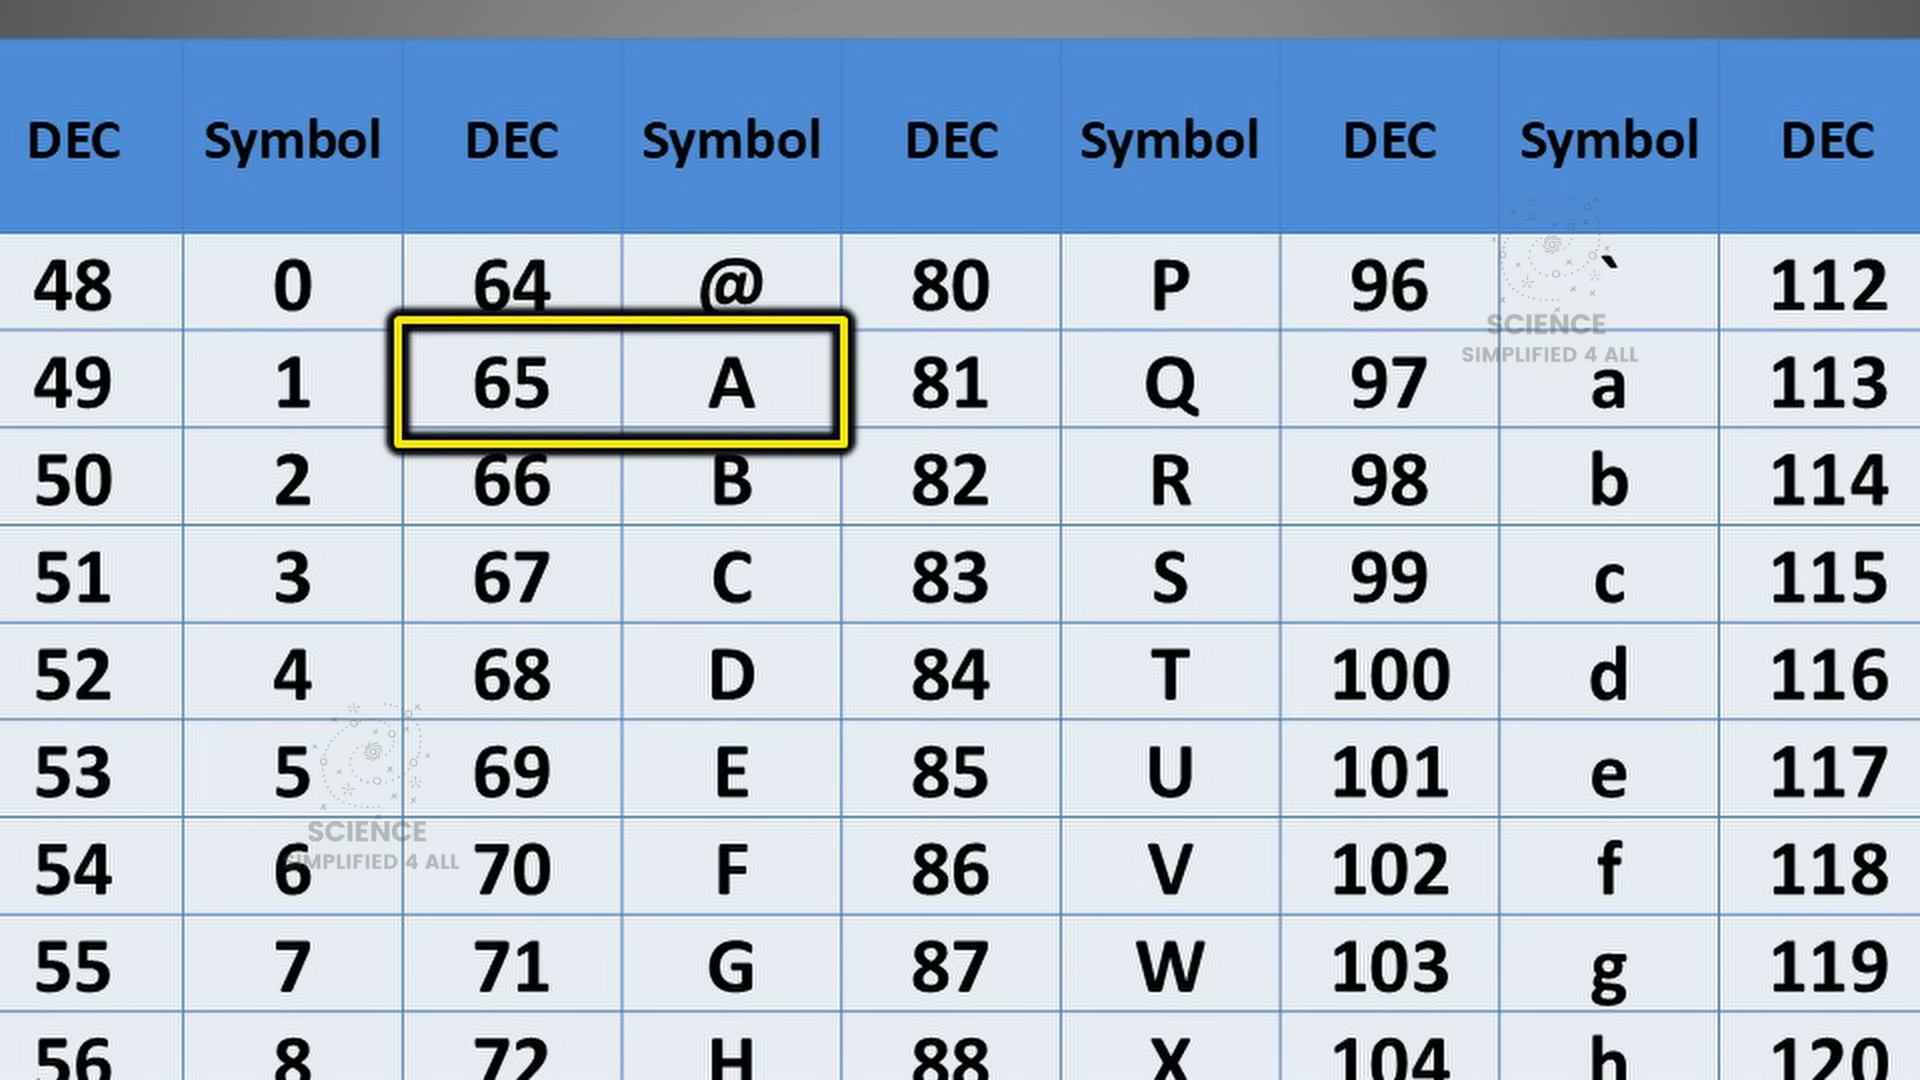 DEC Symbol DEC Symbol DEC Symbol DEC Symbol DEC
48 0 64 @ 80 P 96 ` 112
49 1 65 A 81 Q 97 a 113
50 2 66 B 82 R 98 b 114
51 3 67 C 83 S 99 c 115
52 4 68 D 84 T 100 d 116
53 5 69 E 85 U 101 e 117
54 6 70 F 86 V 102 f 118
55 7 71 G 87 W 103 g 119
56 8 72 H 88 X 104 h 120
SCIENCE
SIMPLIFIED 4 ALL
SCIENCE
SIMPLIFIED 4 ALL